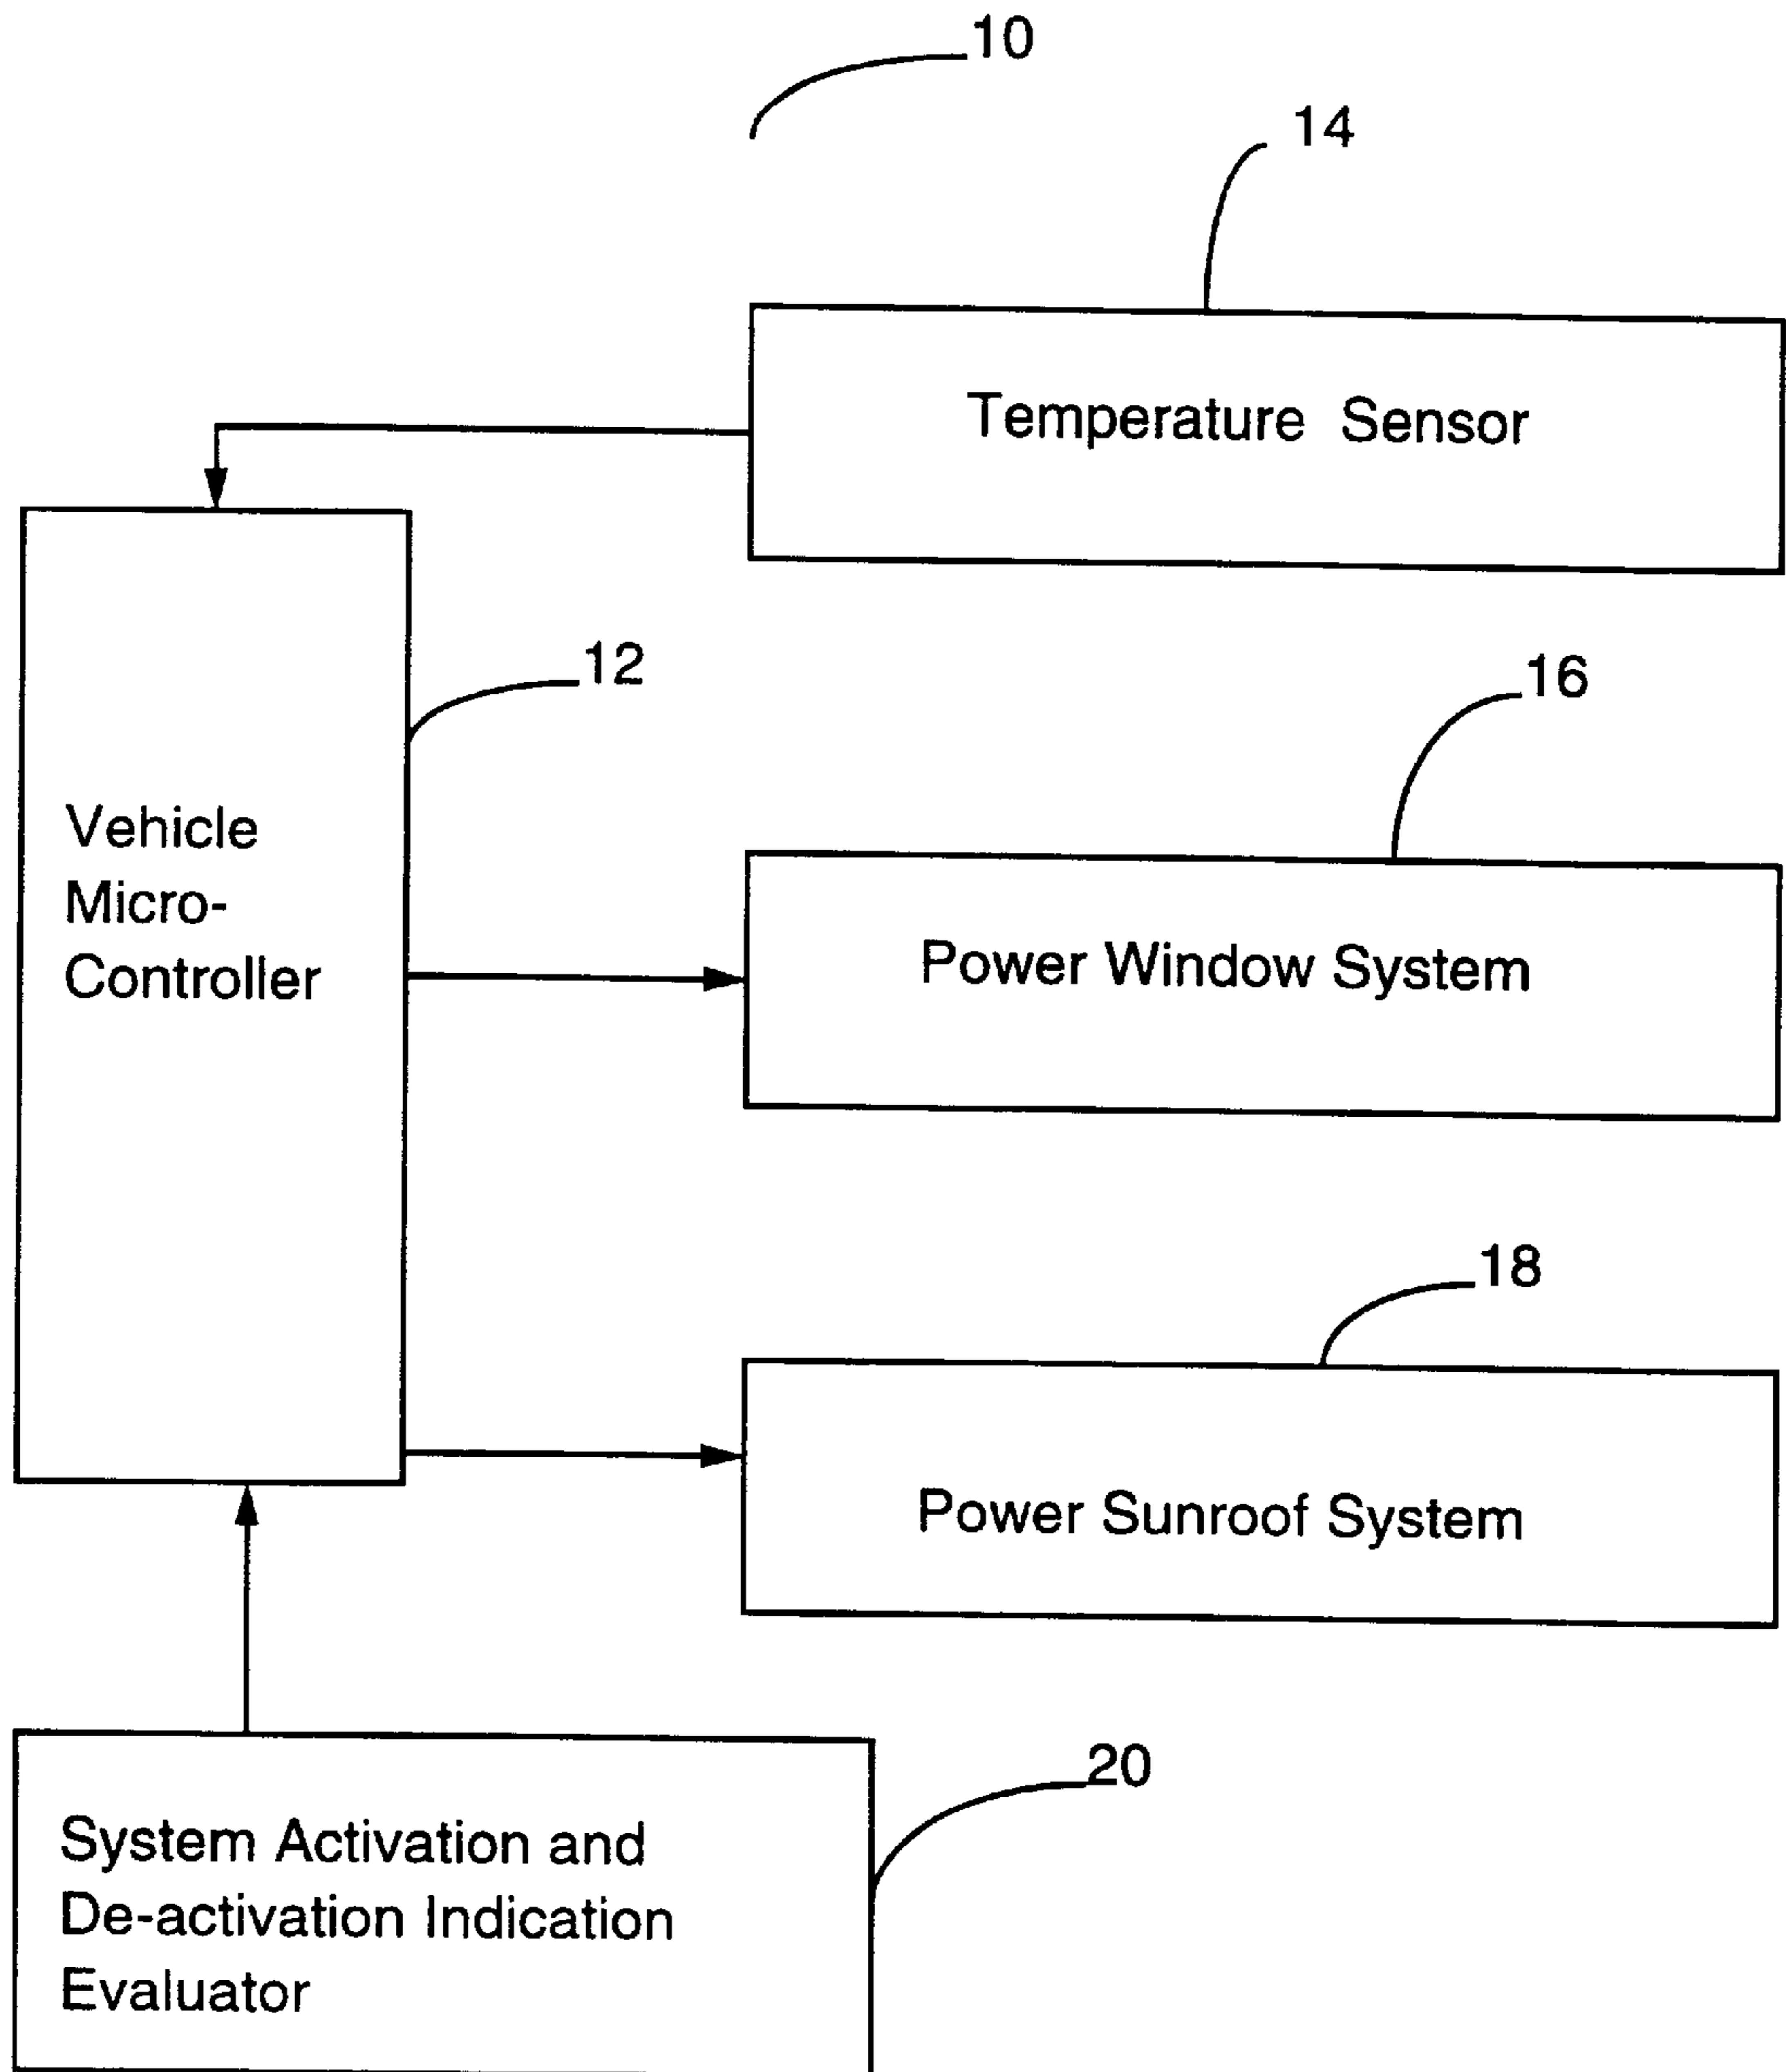 10
14
Temperature Sensor
12
16
Vehicle
Micro-
Controller
Power Window System
18
Power Sunroof System
20
System Activation and
De-activation Indication
Evaluator